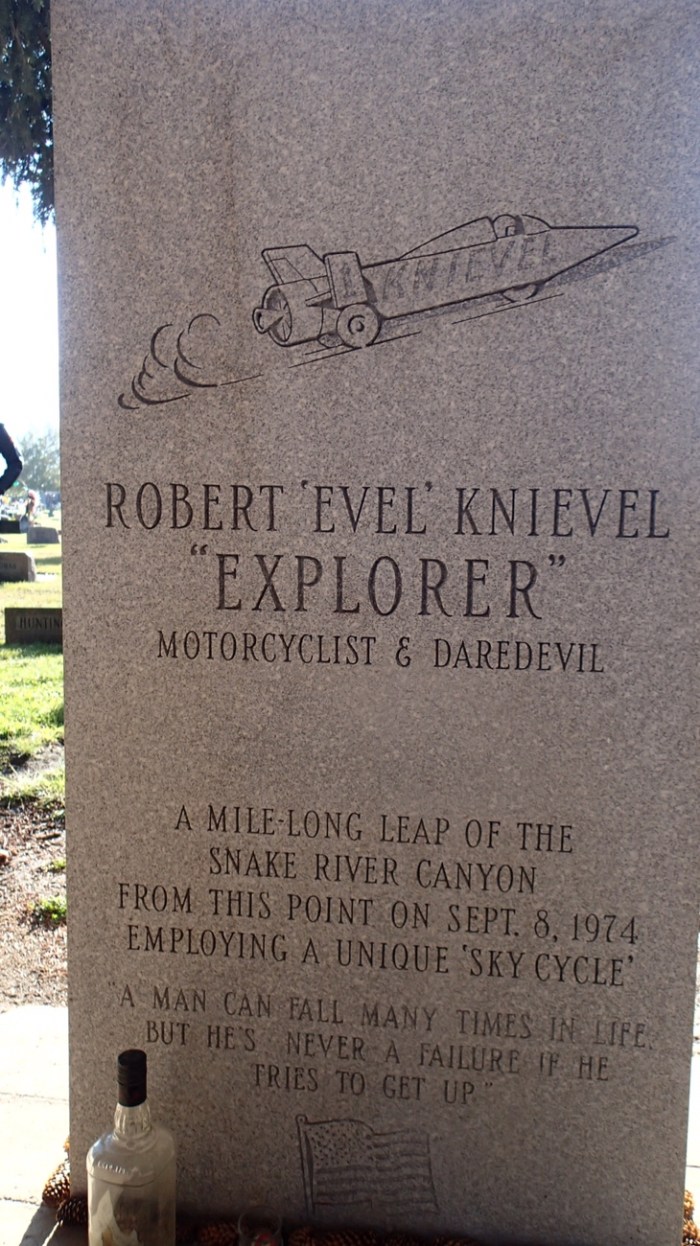 KNIEVEL
ROBERT 'EVEL' KNIEVEL
"EXPLORER"
MOTORCYCLIST & DAREDEVIL
A MILE-LONG LEAP OF THE
SNAKE RIVER CANYON
FROM THIS POINT ON SEPT. 8, 1974
EMPLOYING A UNIQUE 'SKY CYCLE'
"A MAN CAN FALL MANY TIMES IN LIFE,
BUT HE'S NEVER A FAILURE IF HE
TRIES TO GET UP"